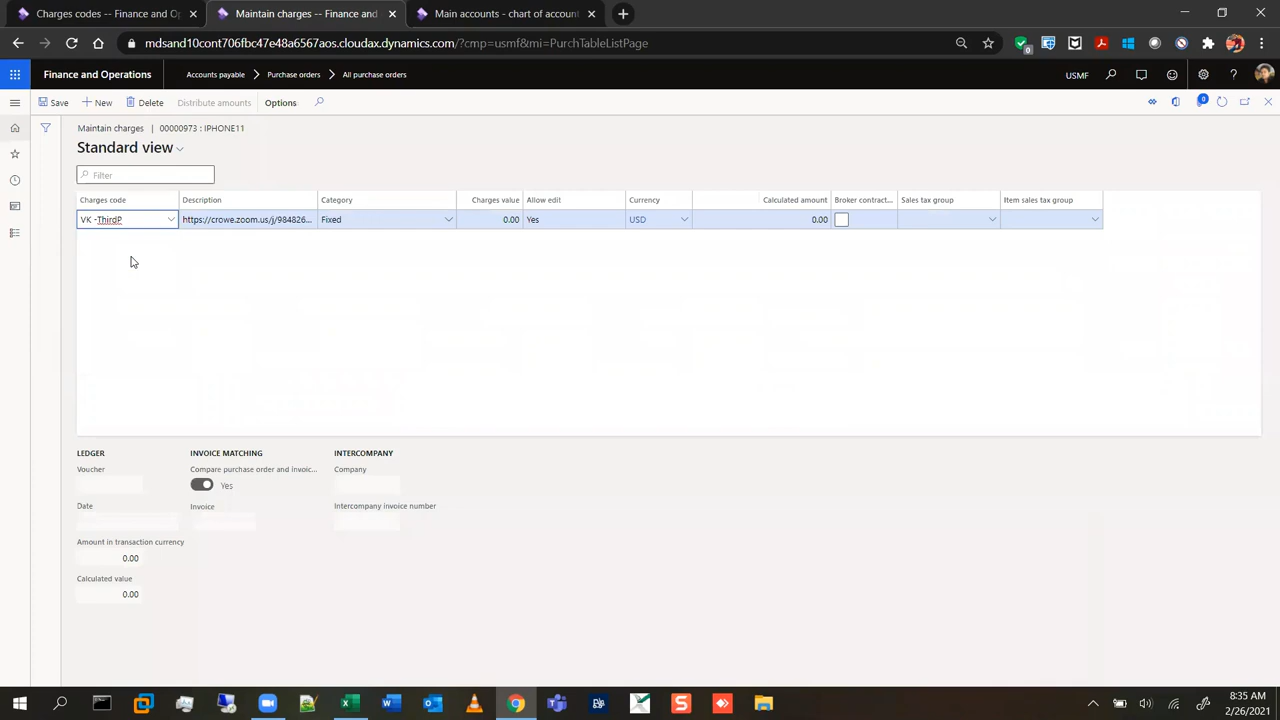 Charges codes -- Finance and Op
Maintain charges -- Finance and
Main accounts - chart of account
mdsand10cont706fbc47e48a6567aos.cloudax.dynamics.com/?cmp=usmf&mi=PurchTableListPage
Finance and Operations
Accounts payable
Purchase orders
All purchase orders
USMF
Save
New
Delete
Distribute amounts
Options
0
Maintain charges | 00000973 : IPHONE11
Standard view
Filter
Charges code Description Category Charges value Allow edit Currency Calculated amount Broker contract... Sales tax group Item sales tax group
VK -ThirdP. https://crowe.zoom.us/j/984826... Fixed 0.00 Yes USD 0.00
LEDGER
Voucher
Date
Amount in transaction currency
0.00
Calculated value
0.00
INVOICE MATCHING
Compare purchase order and invoic...
Yes
Invoice
INTERCOMPANY
Company
Intercompany invoice number
8:35 AM
2/26/2021